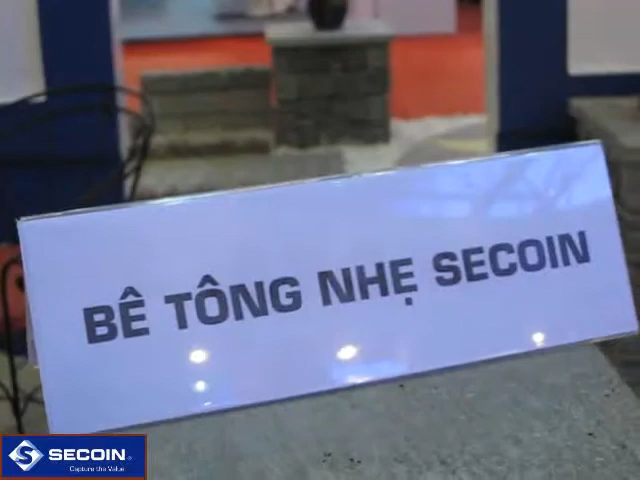 BÊ TÔNG NHẸ SECOIN
SECOIN®
Capture the Value